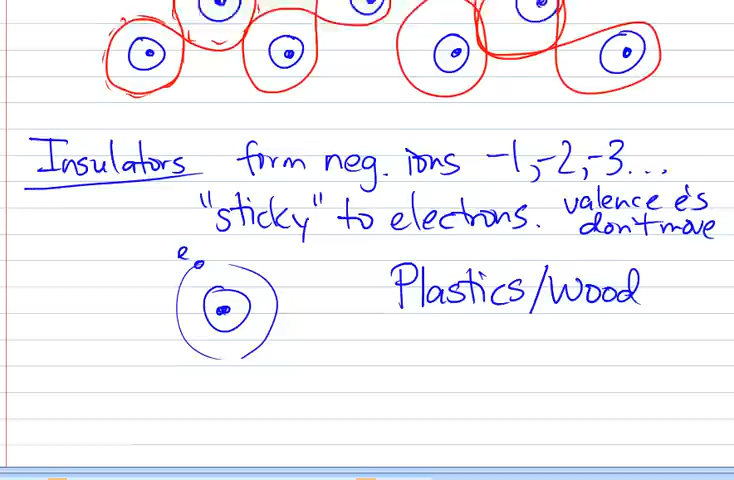 Insulators form neg. ions -1,-2,-3...
"sticky" to electrons. valence e's
don't move
e
Plastics/Wood